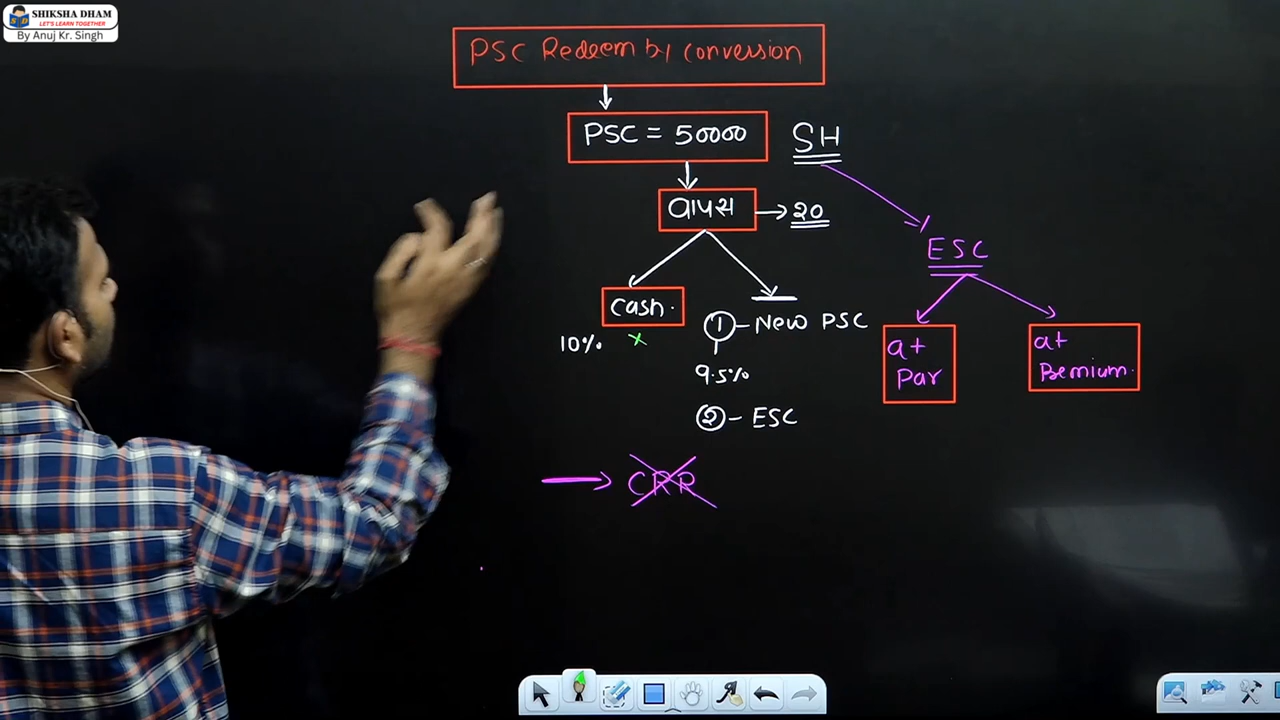 SHIKSHA DHAM
LET'S LEARN TOGETHER
By Anuj Kr. Singh
PSC Redeem by conversion
PSC = 50000
SH
वापस
20
ESC
Cash.
10%
×
1 - New PSC
9.5%
2 - ESC
at
Par
at
Premium.
CRR